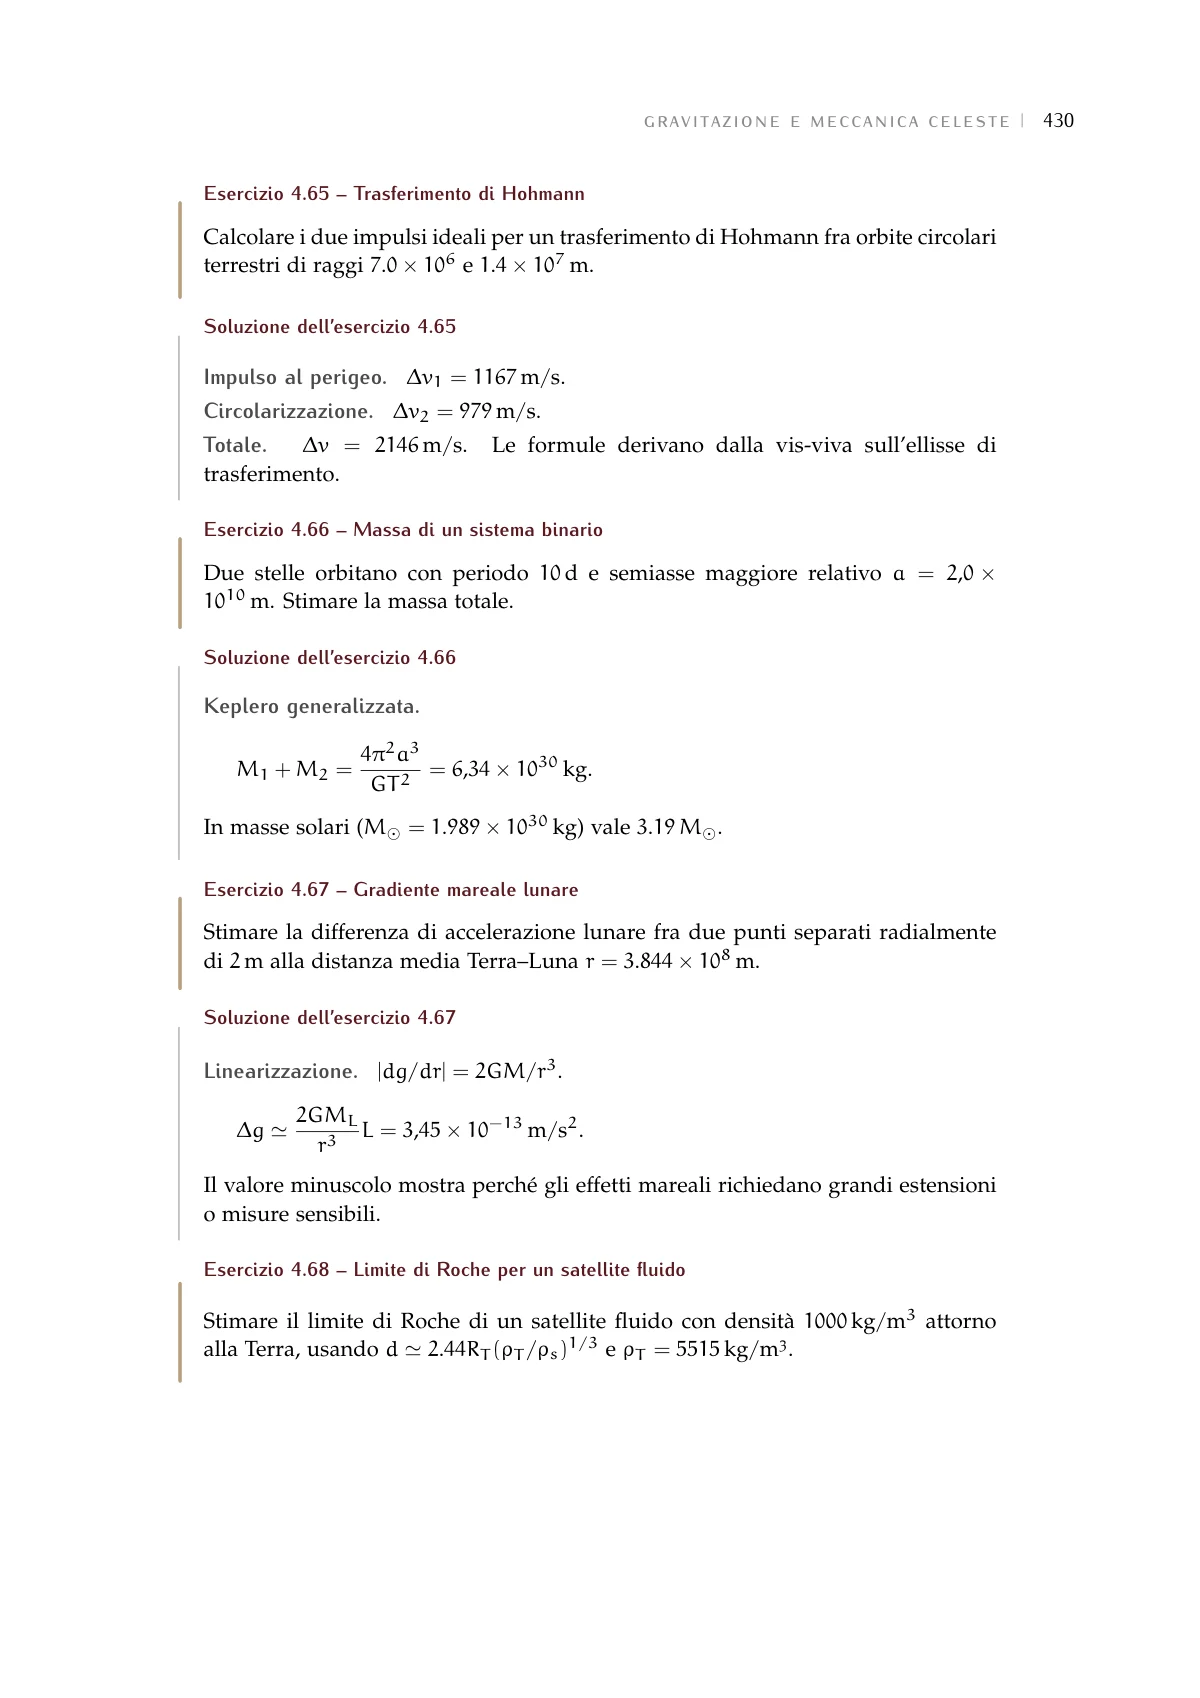 GRAVITAZIONE E MECCANICA CELESTE | 430
Esercizio 4.65 – Trasferimento di Hohmann
Calcolare i due impulsi ideali per un trasferimento di Hohmann fra orbite circolari
terrestri di raggi 7.0 × 10⁶ e 1.4 × 10⁷ m.
Soluzione dell'esercizio 4.65
Impulso al perigeo. Δv₁ = 1167 m/s.
Circolarizzazione. Δv₂ = 979 m/s.
Totale. Δv = 2146 m/s. Le formule derivano dalla vis-viva sull'ellisse di
trasferimento.
Esercizio 4.66 – Massa di un sistema binario
Due stelle orbitano con periodo 10 d e semiasse maggiore relativo a = 2,0 ×
10¹⁰ m. Stimare la massa totale.
Soluzione dell'esercizio 4.66
Keplero generalizzata.
M₁ + M₂ = 4π²a³/GT² = 6,34 × 10³⁰ kg.
In masse solari (M☉ = 1.989 × 10³⁰ kg) vale 3.19 M☉.
Esercizio 4.67 – Gradiente mareale lunare
Stimare la differenza di accelerazione lunare fra due punti separati radialmente
di 2 m alla distanza media Terra–Luna r = 3.844 × 10⁸ m.
Soluzione dell'esercizio 4.67
Linearizzazione. |dg/dr| = 2GM/r³.
Δg ≃ 2GM_L/r³ L = 3,45 × 10⁻¹³ m/s².
Il valore minuscolo mostra perché gli effetti mareali richiedano grandi estensioni
o misure sensibili.
Esercizio 4.68 – Limite di Roche per un satellite fluido
Stimare il limite di Roche di un satellite fluido con densità 1000 kg/m³ attorno
alla Terra, usando d ≃ 2.44R_T(ρ_T/ρ_s)^1/3 e ρ_T = 5515 kg/m³.